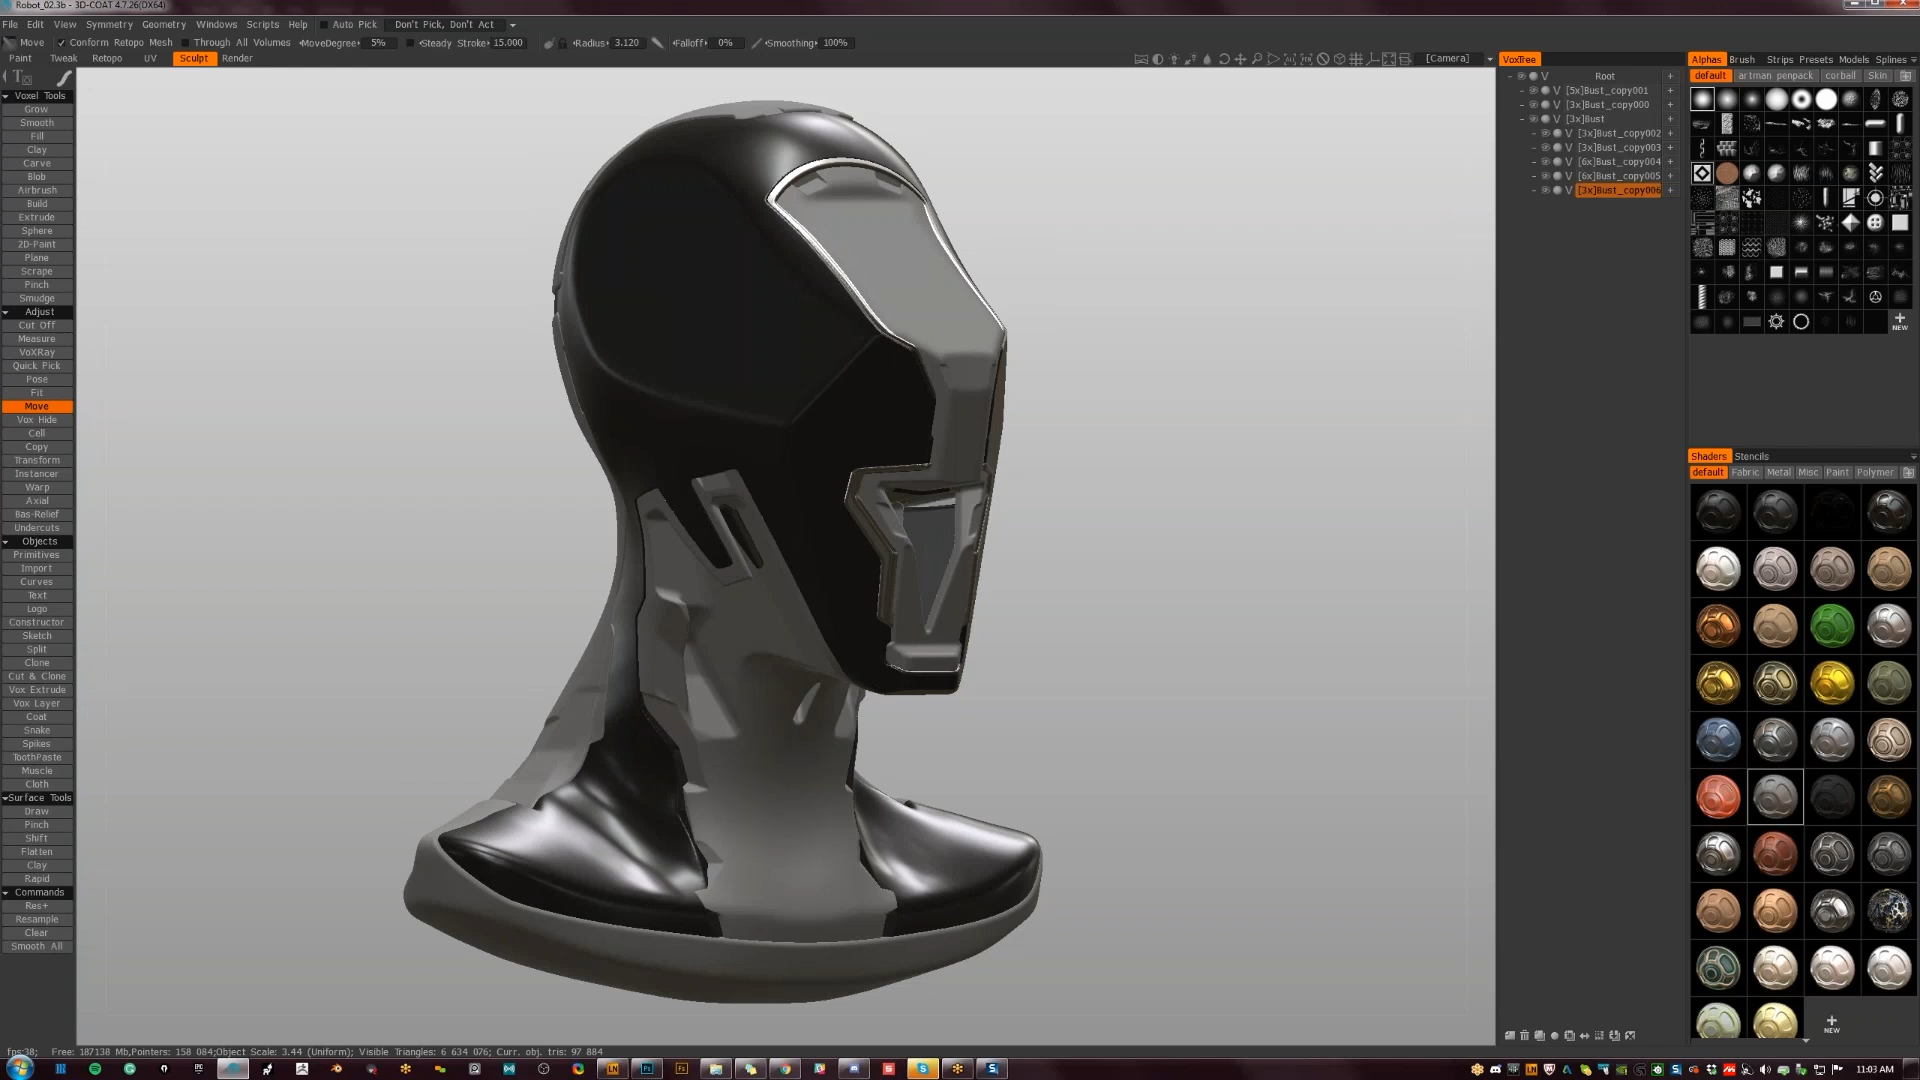 Robot_02.3b - 3D-COAT 4.7.26(DX64)
File Edit View Symmetry Geometry Windows Scripts Help Auto Pick Don't Pick, Don't Act
Move Conform Retopo Mesh Through All Volumes MoveDegree 5% Steady Stroke 15.000 Radius 3.120 Falloff 0% Smoothing 100%
Paint Tweak Retopo UV Sculpt Render [Camera] VoxTree Alphas Brush Strips Presets Models Splines
default artman penpack corball Skin
Voxel Tools
Grow
Smooth
Fill
Clay
Carve
Blob
Airbrush
Build
Extrude
Sphere
2D-Paint
Plane
Scrape
Pinch
Smudge
Adjust
Cut Off
Measure
VoXRay
Quick Pick
Pose
Fit
Move
Vox Hide
Cell
Copy
Transform
Instancer
Warp
Axial
Bas-Relief
Undercuts
Objects
Primitives
Import
Curves
Text
Logo
Constructor
Sketch
Split
Clone
Cut & Clone
Vox Extrude
Vox Layer
Coat
Snake
Spikes
ToothPaste
Muscle
Cloth
Surface Tools
Draw
Pinch
Shift
Flatten
Clay
Rapid
Commands
Res+
Resample
Clear
Smooth All
V Root +
V [5x]Bust_copy001 +
V [3x]Bust_copy000 +
V [3x]Bust +
V [3x]Bust_copy002 +
V [3x]Bust_copy003 +
V [6x]Bust_copy004 +
V [6x]Bust_copy005 +
V [3x]Bust_copy006 +
NEW
Shaders Stencils
default Fabric Metal Misc Paint Polymer
NEW
fps:38; Free: 187138 Mb,Pointers: 158 084;Object Scale: 3.44 (Uniform); Visible Triangles: 6 634 076; Curr. obj. tris: 97 884
11:03 AM